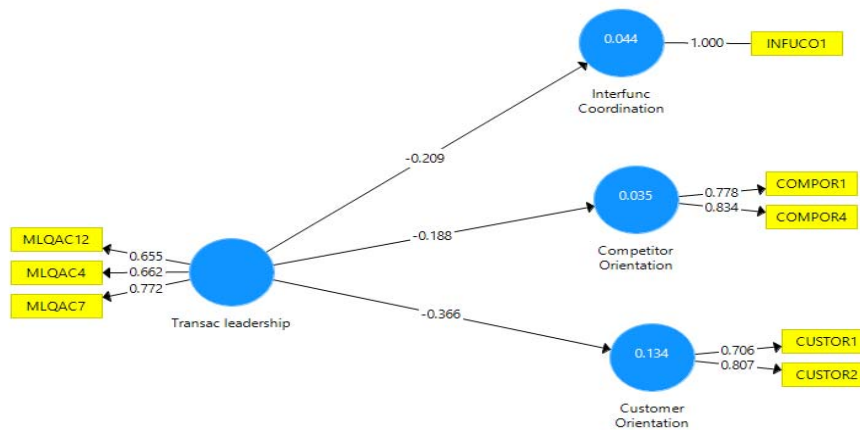 0.044
1.000
INFUCO1
Interfunc
Coordination
-0.209
0.035
0.778
COMPOR1
0.834
COMPOR4
-0.188
Competitor
Orientation
MLQAC12
0.655
MLQAC4
0.662
MLQAC7
0.772
Transac leadership
-0.366
0.134
0.706
CUSTOR1
0.807
CUSTOR2
Customer
Orientation